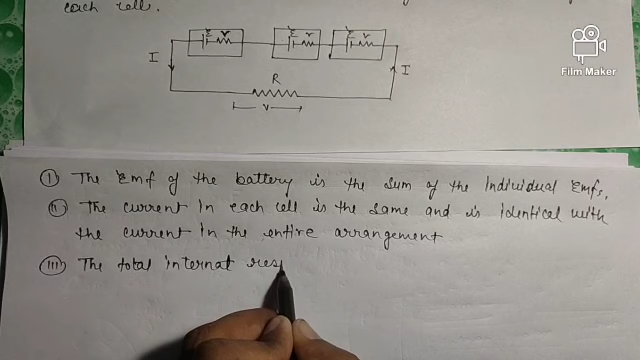 each cell.
ε r ε r ε r
I
R
I
V
Film Maker
(I) The Emf of the battery is the sum of the Individual Emfs,
(II) The current in each cell is the same and is identical with
the current in the entire arrangement
(III) The total internal res